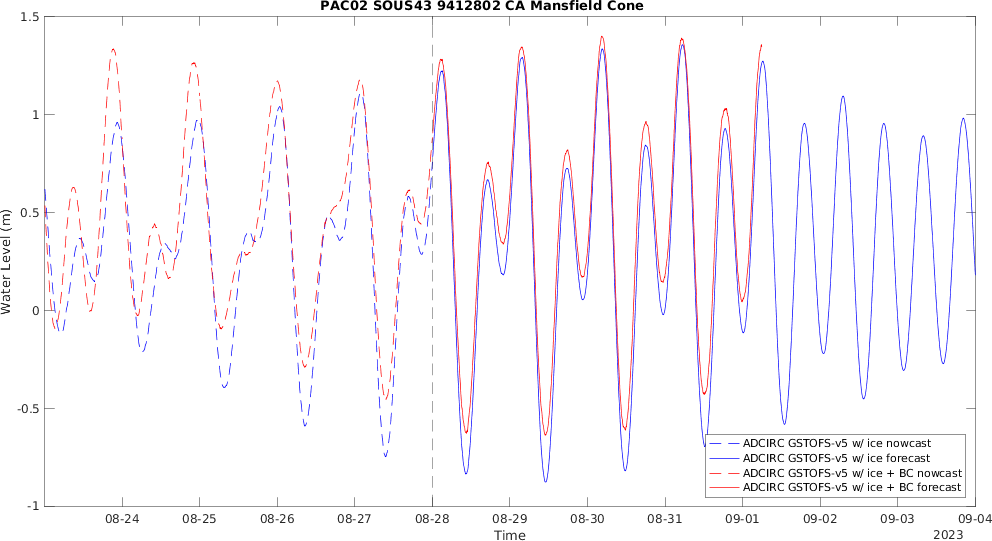 PAC02 SOUS43 9412802 CA Mansfield Cone
1.5
1
0.5
0
-0.5
-1
Water Level (m)
ADCIRC GSTOFS-v5 w/ ice nowcast
ADCIRC GSTOFS-v5 w/ ice forecast
ADCIRC GSTOFS-v5 w/ ice + BC nowcast
ADCIRC GSTOFS-v5 w/ ice + BC forecast
08-24 08-25 08-26 08-27 08-28 08-29 08-30 08-31 09-01 09-02 09-03 09-04
Time
2023